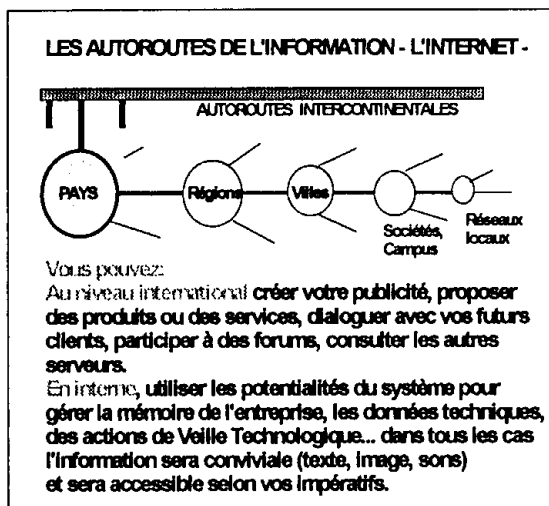 LES AUTOROUTES DE L'INFORMATION - L'INTERNET -
AUTOROUTES INTERCONTINENTALES
PAYS
Régions
Villes
Sociétés,
Campus
Réseaux
locaux
Vous pouvez:
Au niveau international créer votre publicité, proposer
des produits ou des services, dialoguer avec vos futurs
clients, participer à des forums, consulter les autres
serveurs.
En interne, utiliser les potentialités du système pour
gérer la mémoire de l'entreprise, les données techniques,
des actions de Veille Technologique... dans tous les cas
l'information sera conviviale (texte, image, sons)
et sera accessible selon vos impératifs.